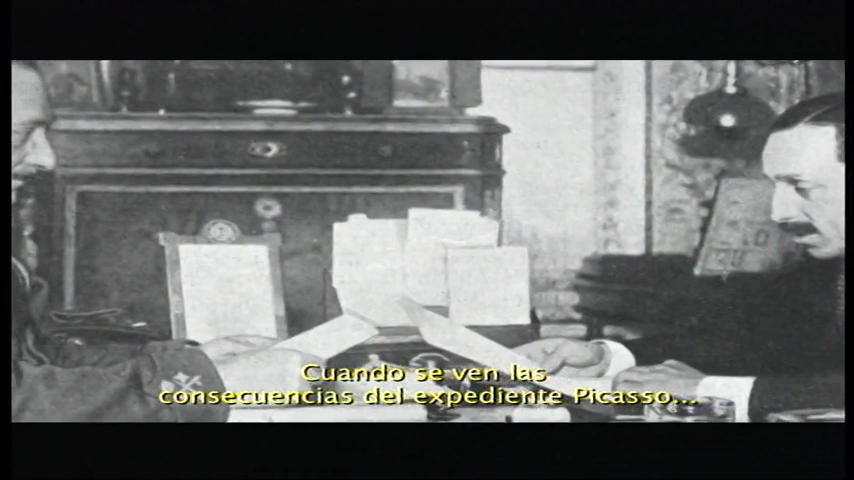 Cuando se ven las
consecuencias del expediente Picasso...